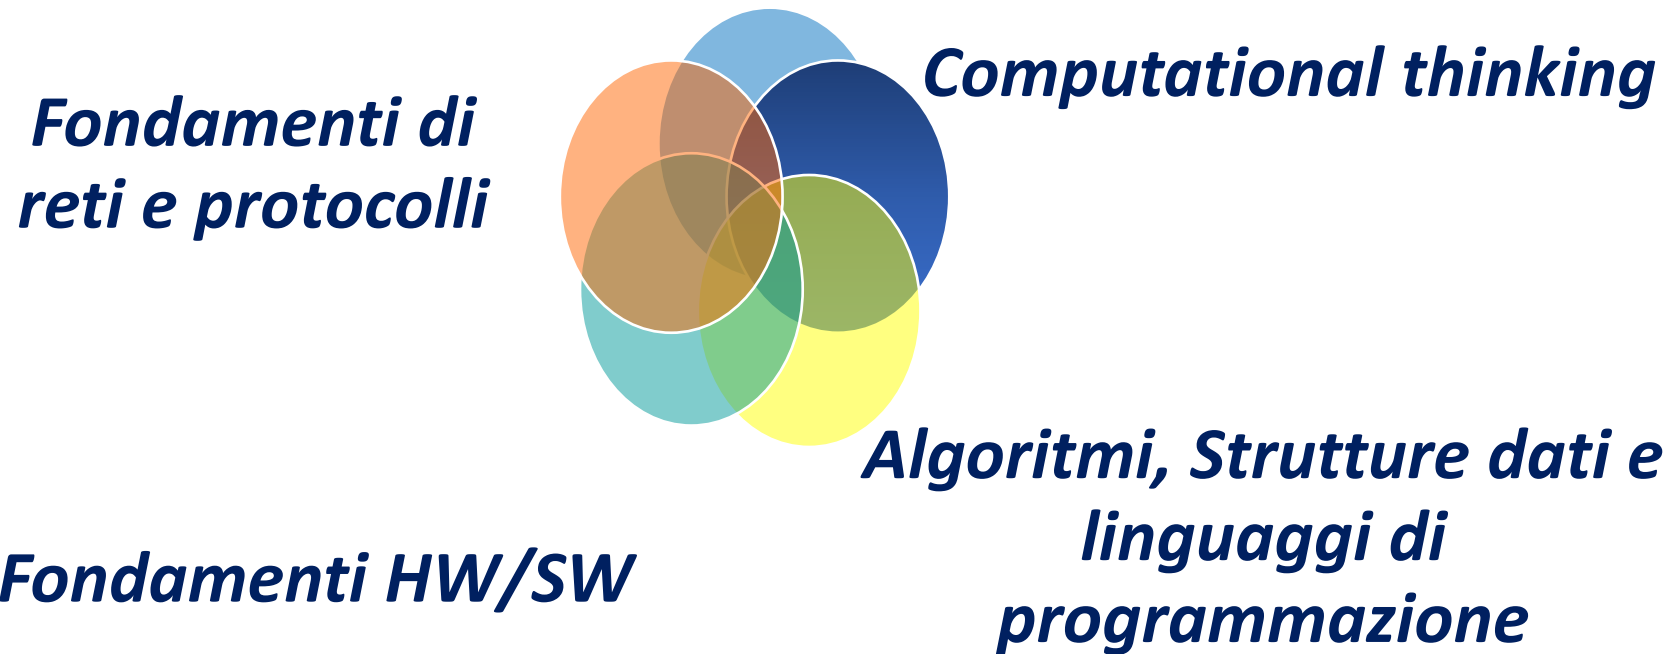 Computational thinking
Fondamenti di
reti e protocolli
Algoritmi, Strutture dati e
linguaggi di
programmazione
Fondamenti HW/SW